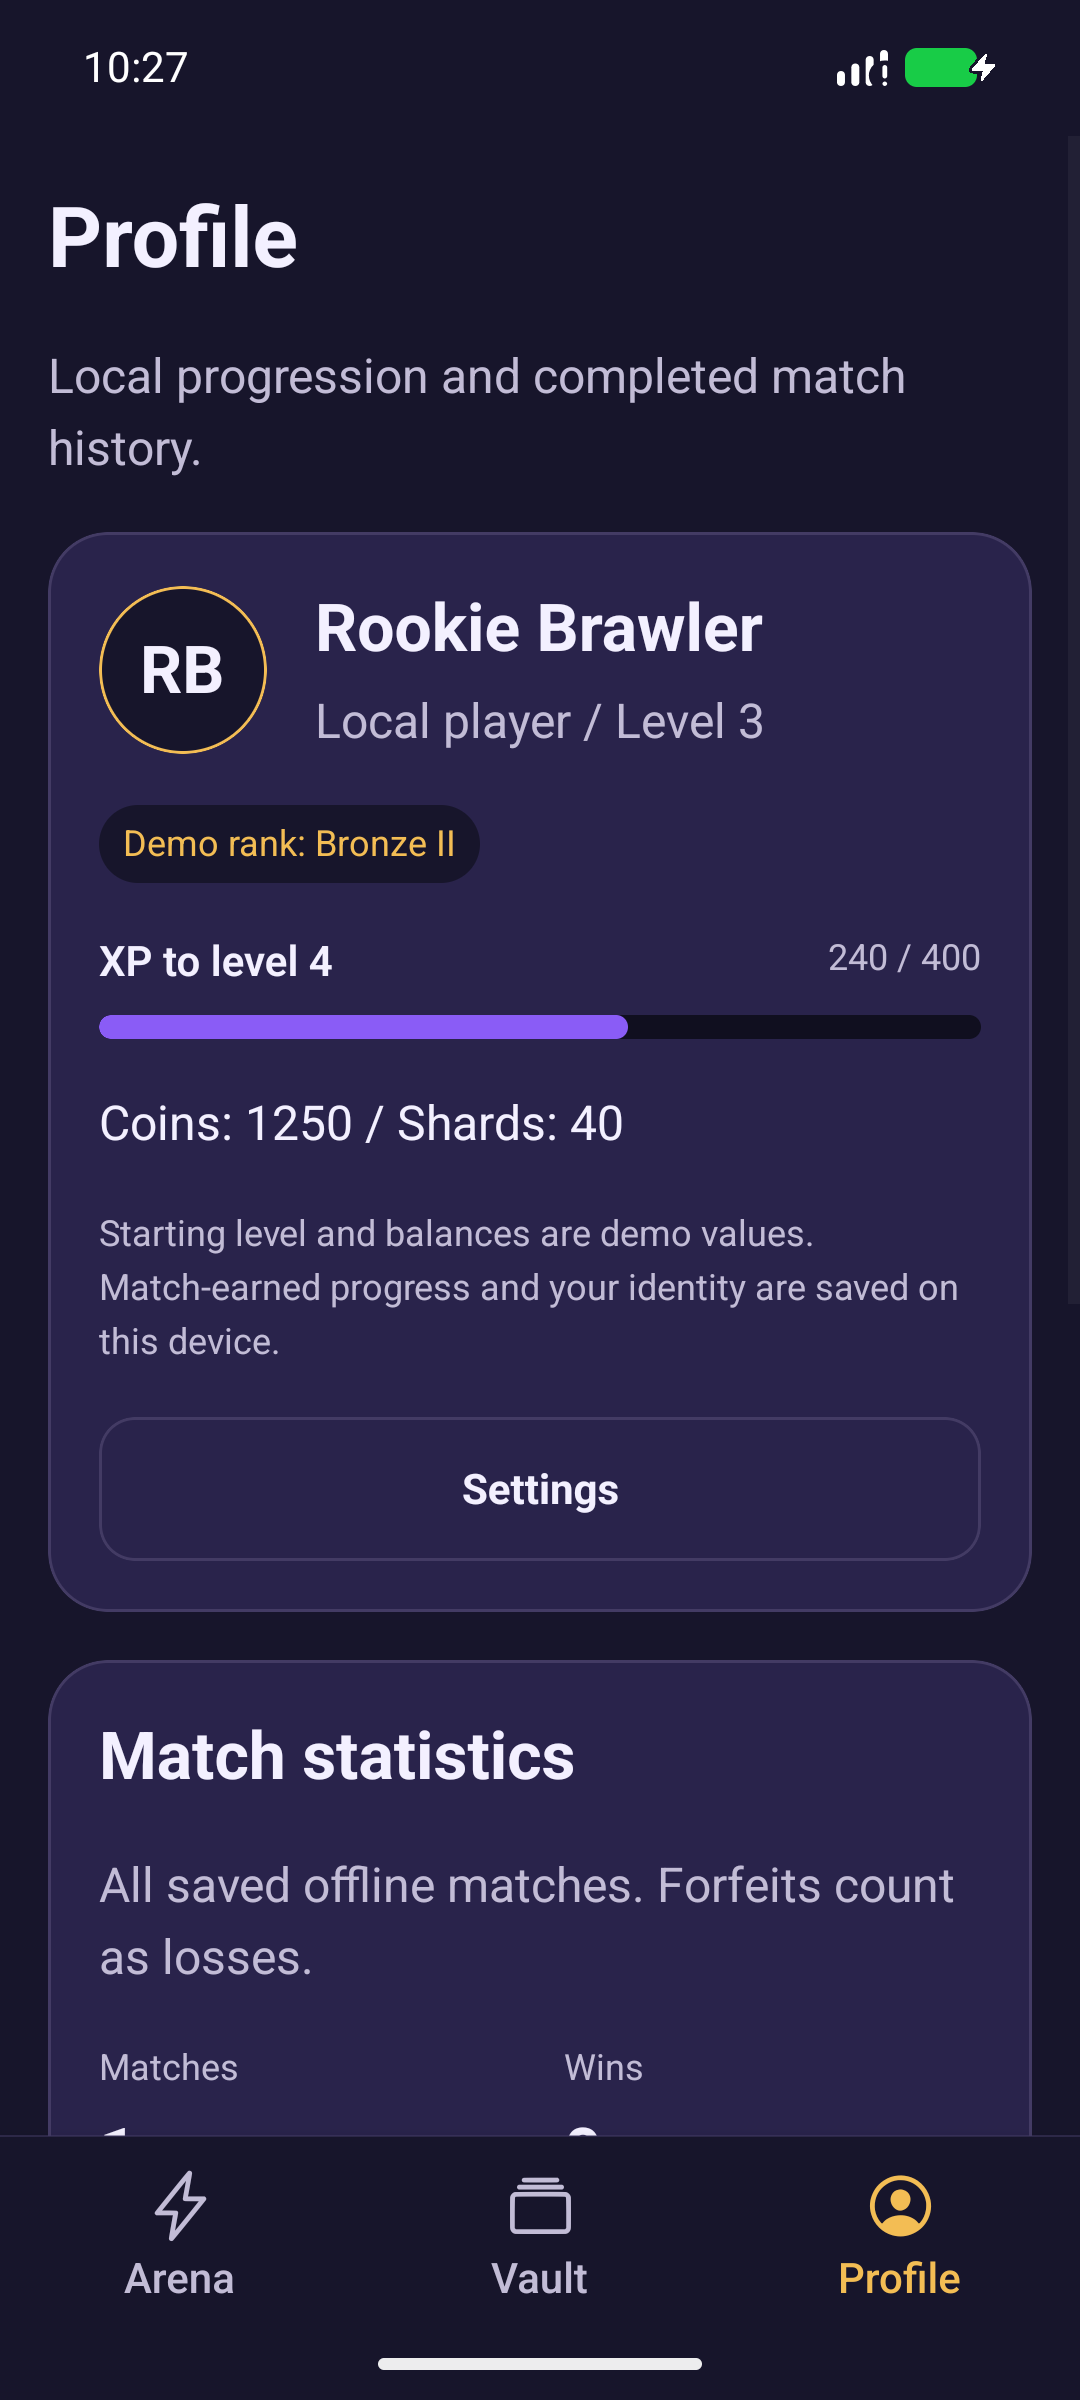 10:27
Profile
Local progression and completed match
history.
RB
Rookie Brawler
Local player / Level 3
Demo rank: Bronze II
XP to level 4
240 / 400
Coins: 1250 / Shards: 40
Starting level and balances are demo values.
Match-earned progress and your identity are saved on
this device.
Settings
Match statistics
All saved offline matches. Forfeits count
as losses.
Matches
Wins
Arena
Vault
Profile